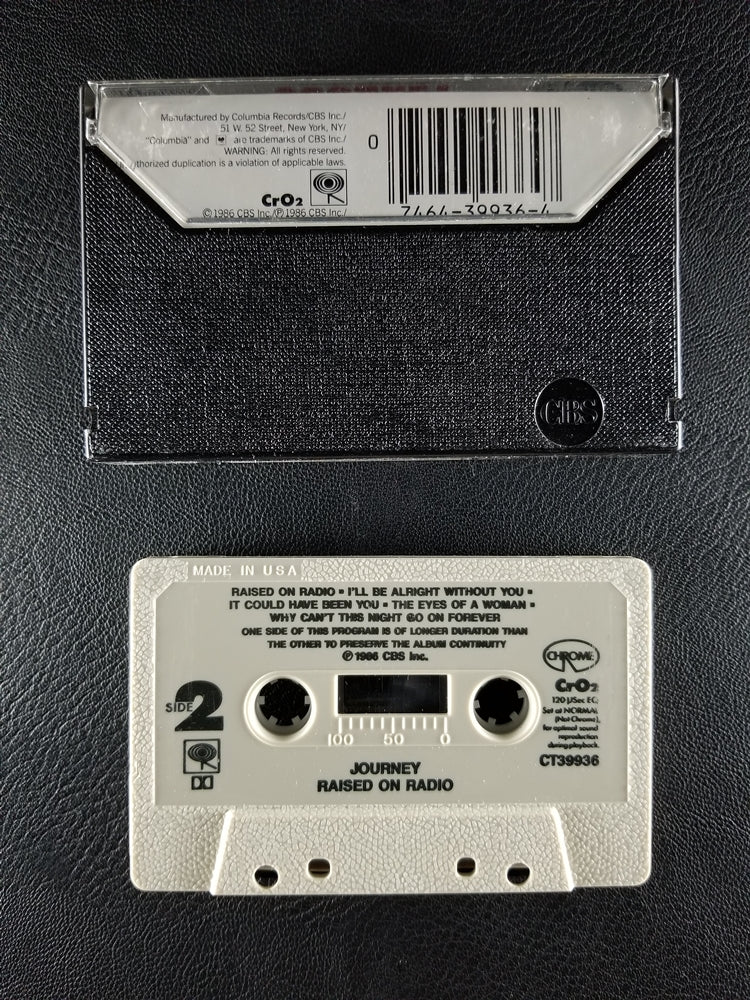 Manufactured by Columbia Records/CBS Inc./
51 W. 52 Street, New York, NY/
"Columbia" and are trademarks of CBS Inc./
WARNING: All rights reserved.
duplication is a violation of applicable laws.
CrO2
© 1986 CBS Inc./℗ 1986 CBS Inc./
0
7464-39936-4
CBS
MADE IN USA
RAISED ON RADIO • I'LL BE ALRIGHT WITHOUT YOU •
IT COULD HAVE BEEN YOU • THE EYES OF A WOMAN •
WHY CAN'T THIS NIGHT GO ON FOREVER
ONE SIDE OF THIS PROGRAM IS OF LONGER DURATION THAN
THE OTHER TO PRESERVE THE ALBUM CONTINUITY
℗ 1986 CBS Inc.
CHROME
CrO2
120 µSec EQ;
Set at NORMAL
(Not Chrome),
for optimal sound
reproduction
during playback.
CT39936
SIDE 2
100 50 0
JOURNEY
RAISED ON RADIO